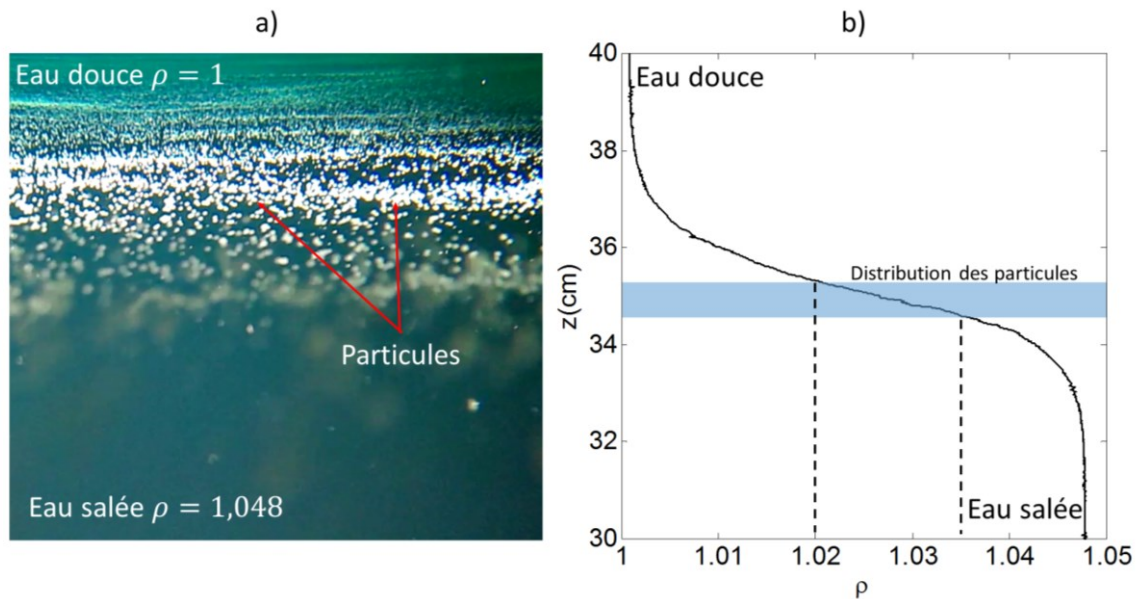 a)
Eau douce ρ = 1
Particules
Eau salée ρ = 1,048
b)
40
38
36
34
32
30
z(cm)
Eau douce
Distribution des particules
Eau salée
1
1.01
1.02
1.03
1.04
1.05
ρ